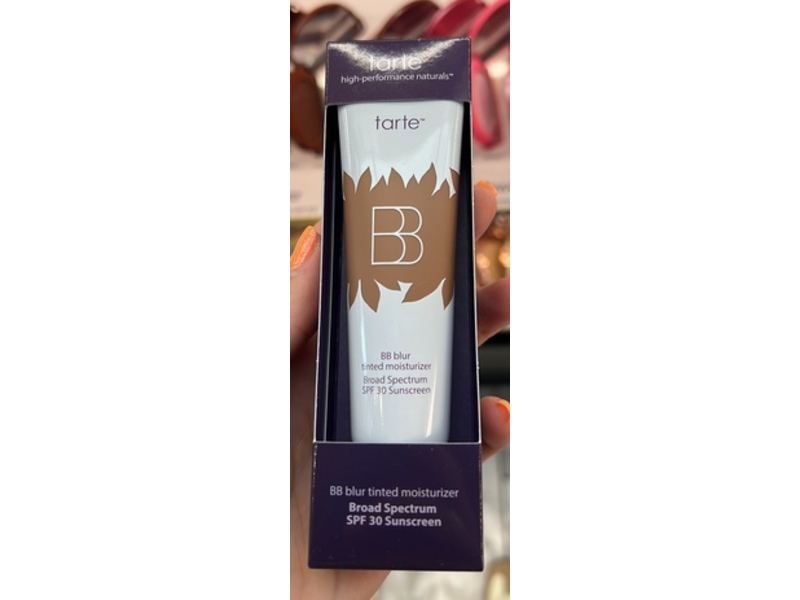 tarte
high-performance naturals™
tarte™
BB
BB blur
tinted moisturizer
Broad Spectrum
SPF 30 Sunscreen
BB blur tinted moisturizer
Broad Spectrum
SPF 30 Sunscreen